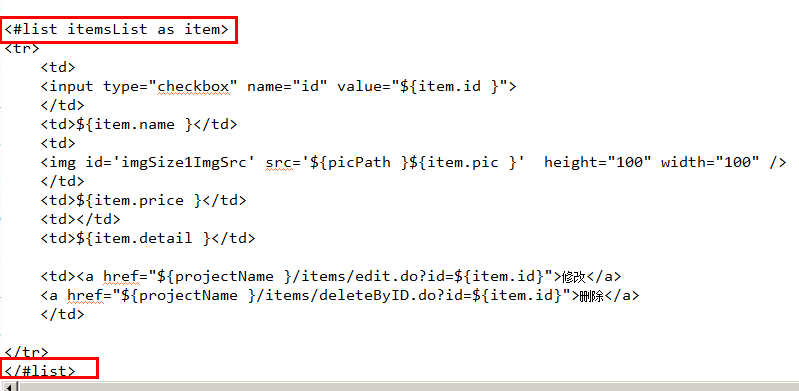 <#list itemsList as item>
<tr>
<td>
<input type="checkbox" name="id" value="${item.id }">
</td>
<td>${item.name }</td>
<td>
<img id='imgSize1ImgSrc' src='${picPath }${item.pic }'  height="100" width="100" />
</td>
<td>${item.price }</td>
<td></td>
<td>${item.detail }</td>
<td><a href="${projectName }/items/edit.do?id=${item.id}">修改</a>
<a href="${projectName }/items/deleteByID.do?id=${item.id}">删除</a>
</td>
</tr>
</#list>